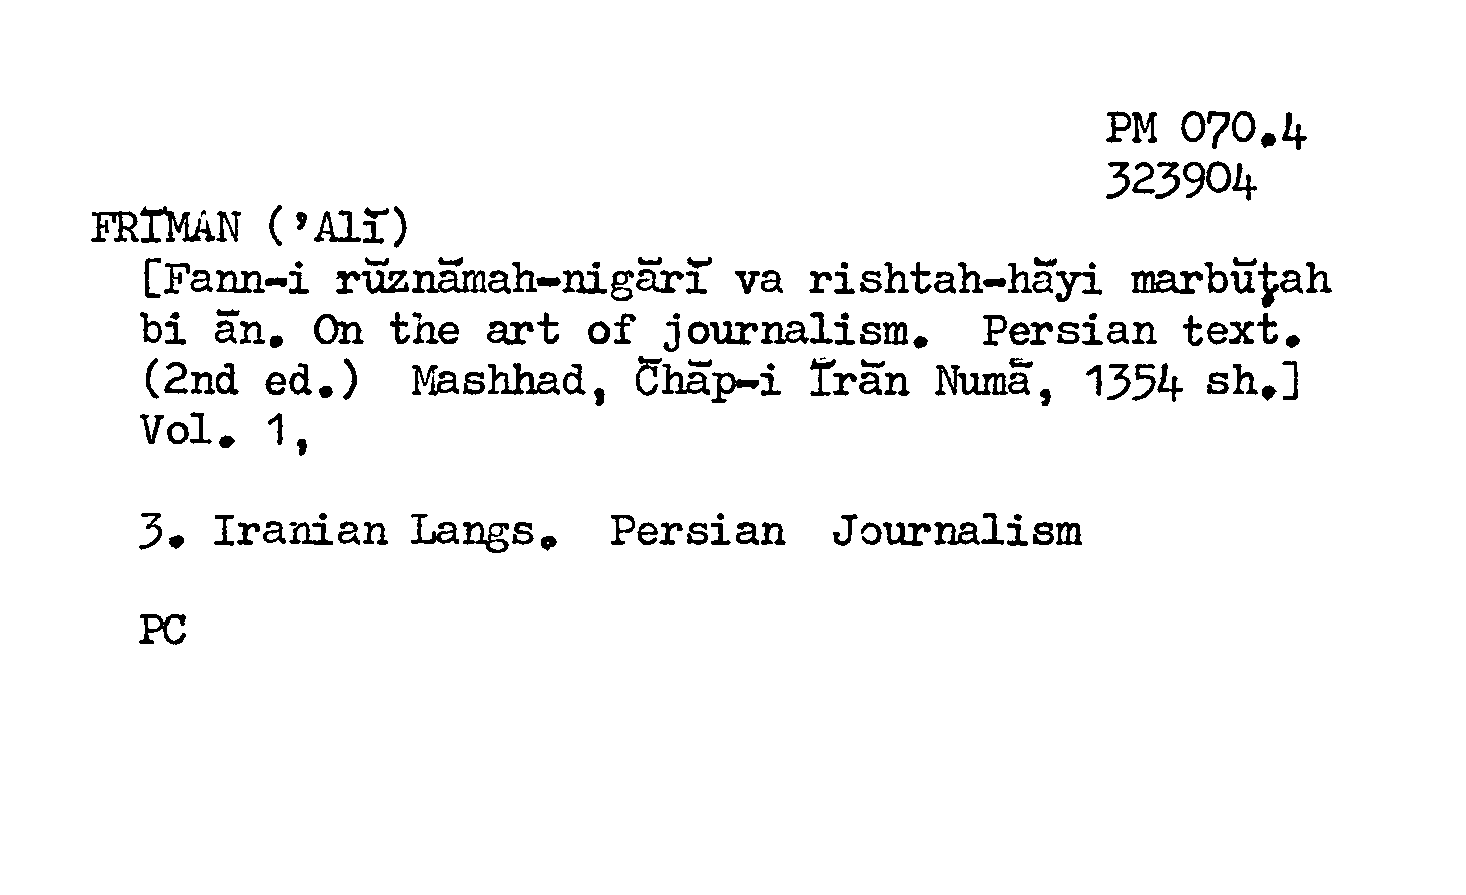 PM 070.4
323904
FRĪMAN ('Alī)
[Fann-i rūznāmah-nigārī va rishtah-hāyi marbūṭah
bi ān. On the art of journalism. Persian text.
(2nd ed.) Mashhad, C̄hāp-i Īrān Numā, 1354 sh.]
Vol. 1,
3. Iranian Langs. Persian Journalism
PC